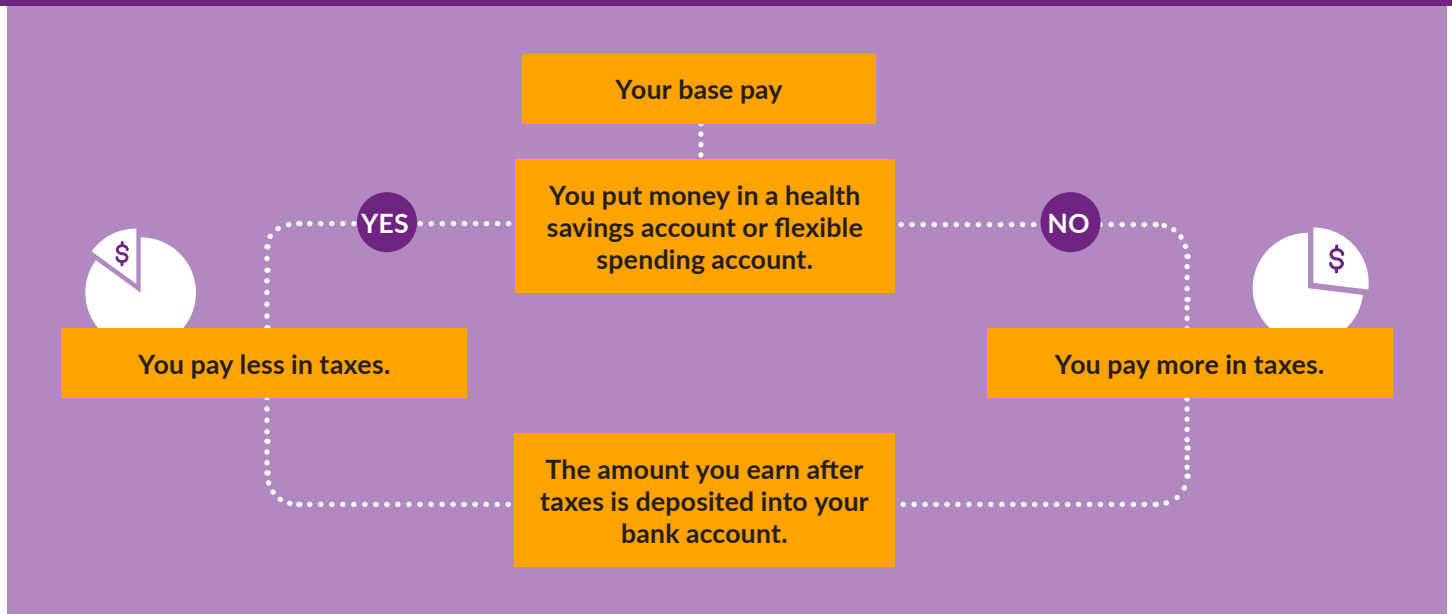 Your base pay
You put money in a health
savings account or flexible
spending account.
YES
NO
$
$
You pay less in taxes.
You pay more in taxes.
The amount you earn after
taxes is deposited into your
bank account.